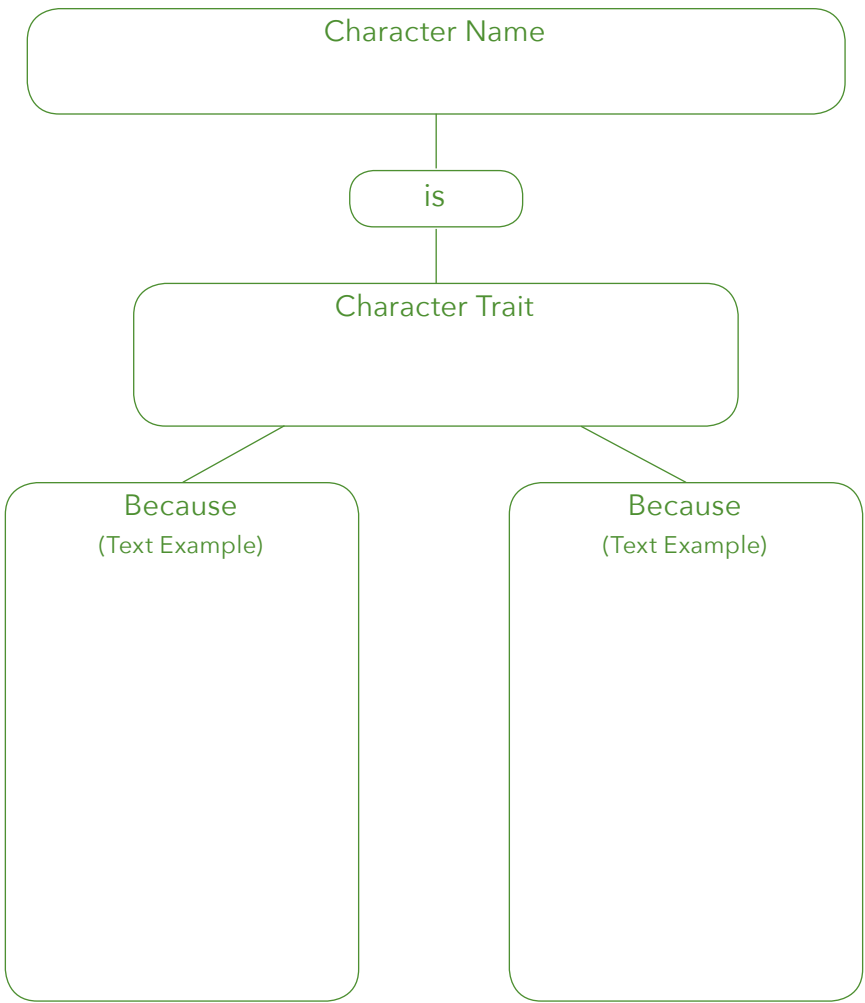 Character Name
is
Character Trait
Because
(Text Example)
Because
(Text Example)